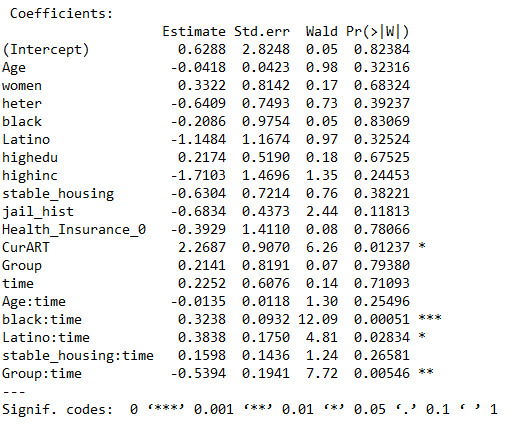 Coefficients:
Estimate Std.err Wald Pr(>|W|)
(Intercept) 0.6288 2.8248 0.05 0.82384
Age -0.0418 0.0423 0.98 0.32316
women 0.3322 0.8142 0.17 0.68324
heter -0.6409 0.7493 0.73 0.39237
black -0.2086 0.9754 0.05 0.83069
Latino -1.1484 1.1674 0.97 0.32524
highedu 0.2174 0.5190 0.18 0.67525
highinc -1.7103 1.4696 1.35 0.24453
stable_housing -0.6304 0.7214 0.76 0.38221
jail_hist -0.6834 0.4373 2.44 0.11813
Health_Insurance_0 -0.3929 1.4110 0.08 0.78066
CurART 2.2687 0.9070 6.26 0.01237 *
Group 0.2141 0.8191 0.07 0.79380
time 0.2252 0.6076 0.14 0.71093
Age:time -0.0135 0.0118 1.30 0.25496
black:time 0.3238 0.0932 12.09 0.00051 ***
Latino:time 0.3838 0.1750 4.81 0.02834 *
stable_housing:time 0.1598 0.1436 1.24 0.26581
Group:time -0.5394 0.1941 7.72 0.00546 **
---
Signif. codes: 0 ‘***’ 0.001 ‘**’ 0.01 ‘*’ 0.05 ‘.’ 0.1 ‘ ’ 1